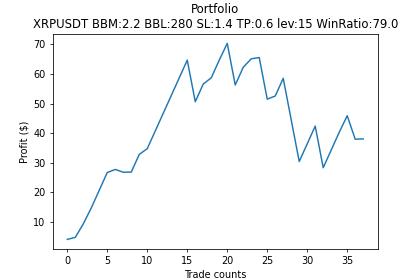 Portfolio
XRPUSDT BBM:2.2 BBL:280 SL:1.4 TP:0.6 lev:15 WinRatio:79.0
70
60
50
40
30
20
10
Profit ($)
0 5 10 15 20 25 30 35
Trade counts